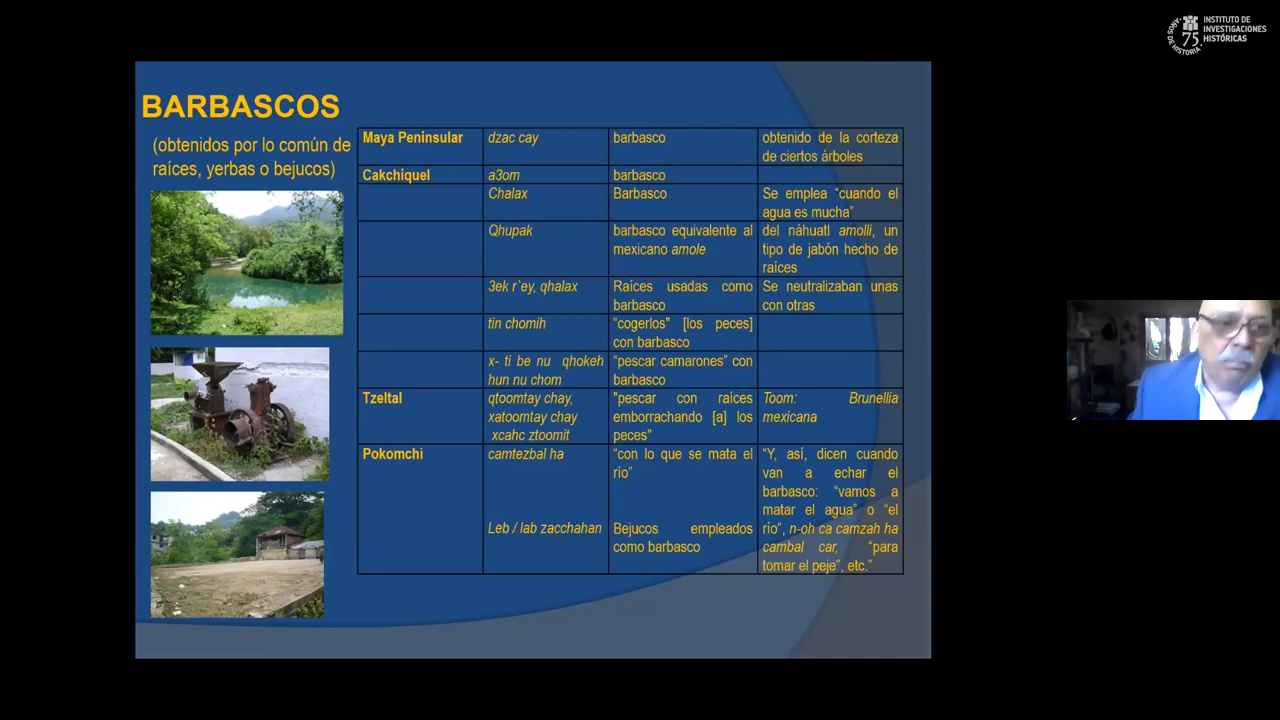 INSTITUTO DE
INVESTIGACIONES
HISTÓRICAS
75
AÑOS DE HISTORIA
BARBASCOS
(obtenidos por lo común de
raíces, yerbas o bejucos)
Maya Peninsular dzac cay barbasco obtenido de la corteza
de ciertos árboles
Cakchiquel a3om barbasco
Chalax Barbasco Se emplea “cuando el
agua es mucha”
Qhupak barbasco equivalente al del náhuatl amolli, un
mexicano amole tipo de jabón hecho de
raíces
3ek r`ey, qhalax Raíces usadas como Se neutralizaban unas
barbasco con otras
tin chomih “cogerlos" [los peces]
con barbasco
x- ti be nu qhokeh “pescar camarones” con
hun nu chom barbasco
Tzeltal qtoomtay chay, "pescar con raíces Toom: Brunellia
xatoomtay chay emborrachando [a] los mexicana
xcahc ztoomit peces"
Pokomchi camtezbal ha “con lo que se mata el “Y, así, dicen cuando
río” van a echar el
barbasco: “vamos a
matar el agua” o “el
Leb / lab zacchahan Bejucos empleados río”, n-oh ca camzah ha
como barbasco cambal car, “para
tomar el peje”, etc.”